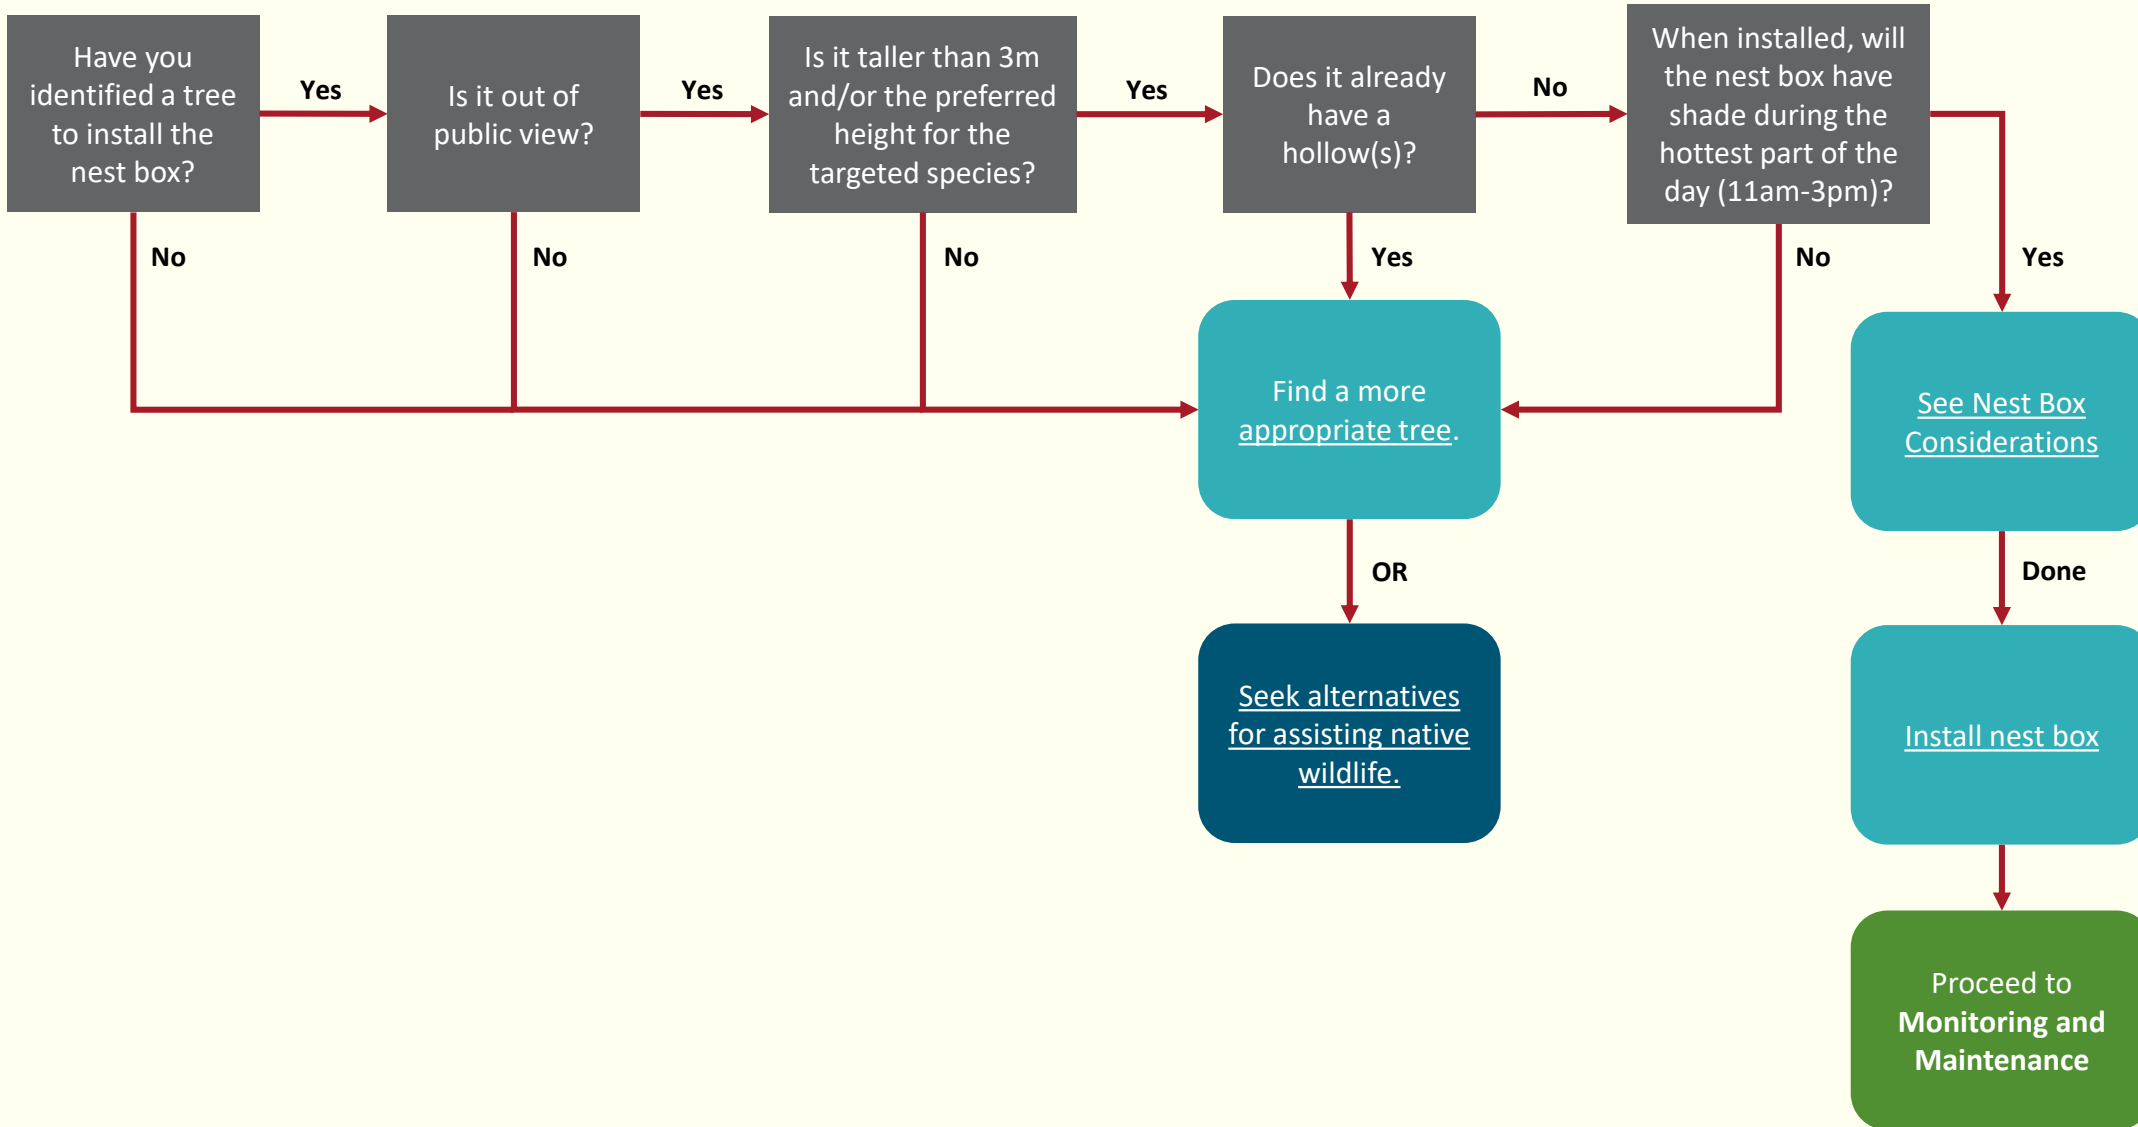 Have you
identified a tree
to install the
nest box?
Yes
Is it out of
public view?
Yes
Is it taller than 3m
and/or the preferred
height for the
targeted species?
Yes
Does it already
have a
hollow(s)?
No
When installed, will
the nest box have
shade during the
hottest part of the
day (11am-3pm)?
No
No
No
Yes
No
Yes
Find a more
appropriate tree.
See Nest Box
Considerations
OR
Done
Seek alternatives
for assisting native
wildlife.
Install nest box
Proceed to
Monitoring and
Maintenance